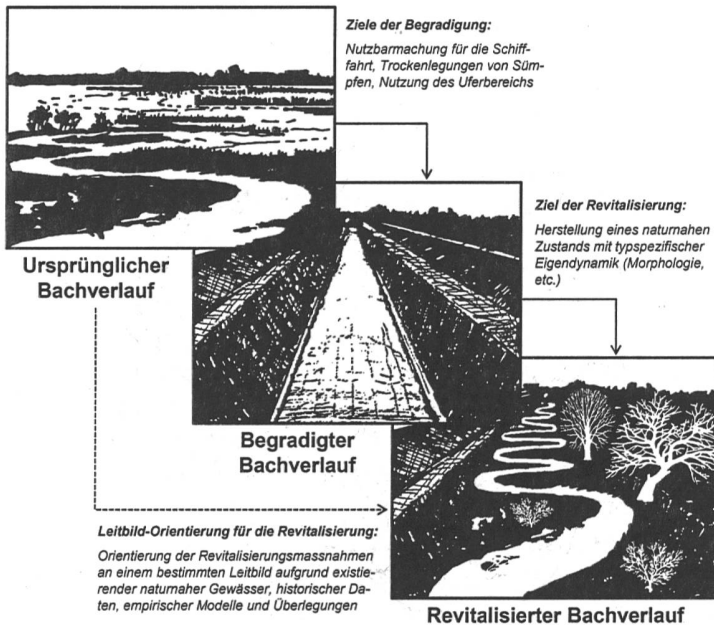 Ziele der Begradigung:
Nutzbarmachung für die Schiff-
fahrt, Trockenlegungen von Süm-
pfen, Nutzung des Uferbereichs
Ursprünglicher
Bachverlauf
Ziel der Revitalisierung:
Herstellung eines naturnahen
Zustands mit typspezifischer
Eigendynamik (Morphologie,
etc.)
Begradigter
Bachverlauf
Leitbild-Orientierung für die Revitalisierung:
Orientierung der Revitalisierungsmassnahmen
an einem bestimmten Leitbild aufgrund existie-
render naturnaher Gewässer, historischer Da-
ten, empirischer Modelle und Überlegungen
Revitalisierter Bachverlauf